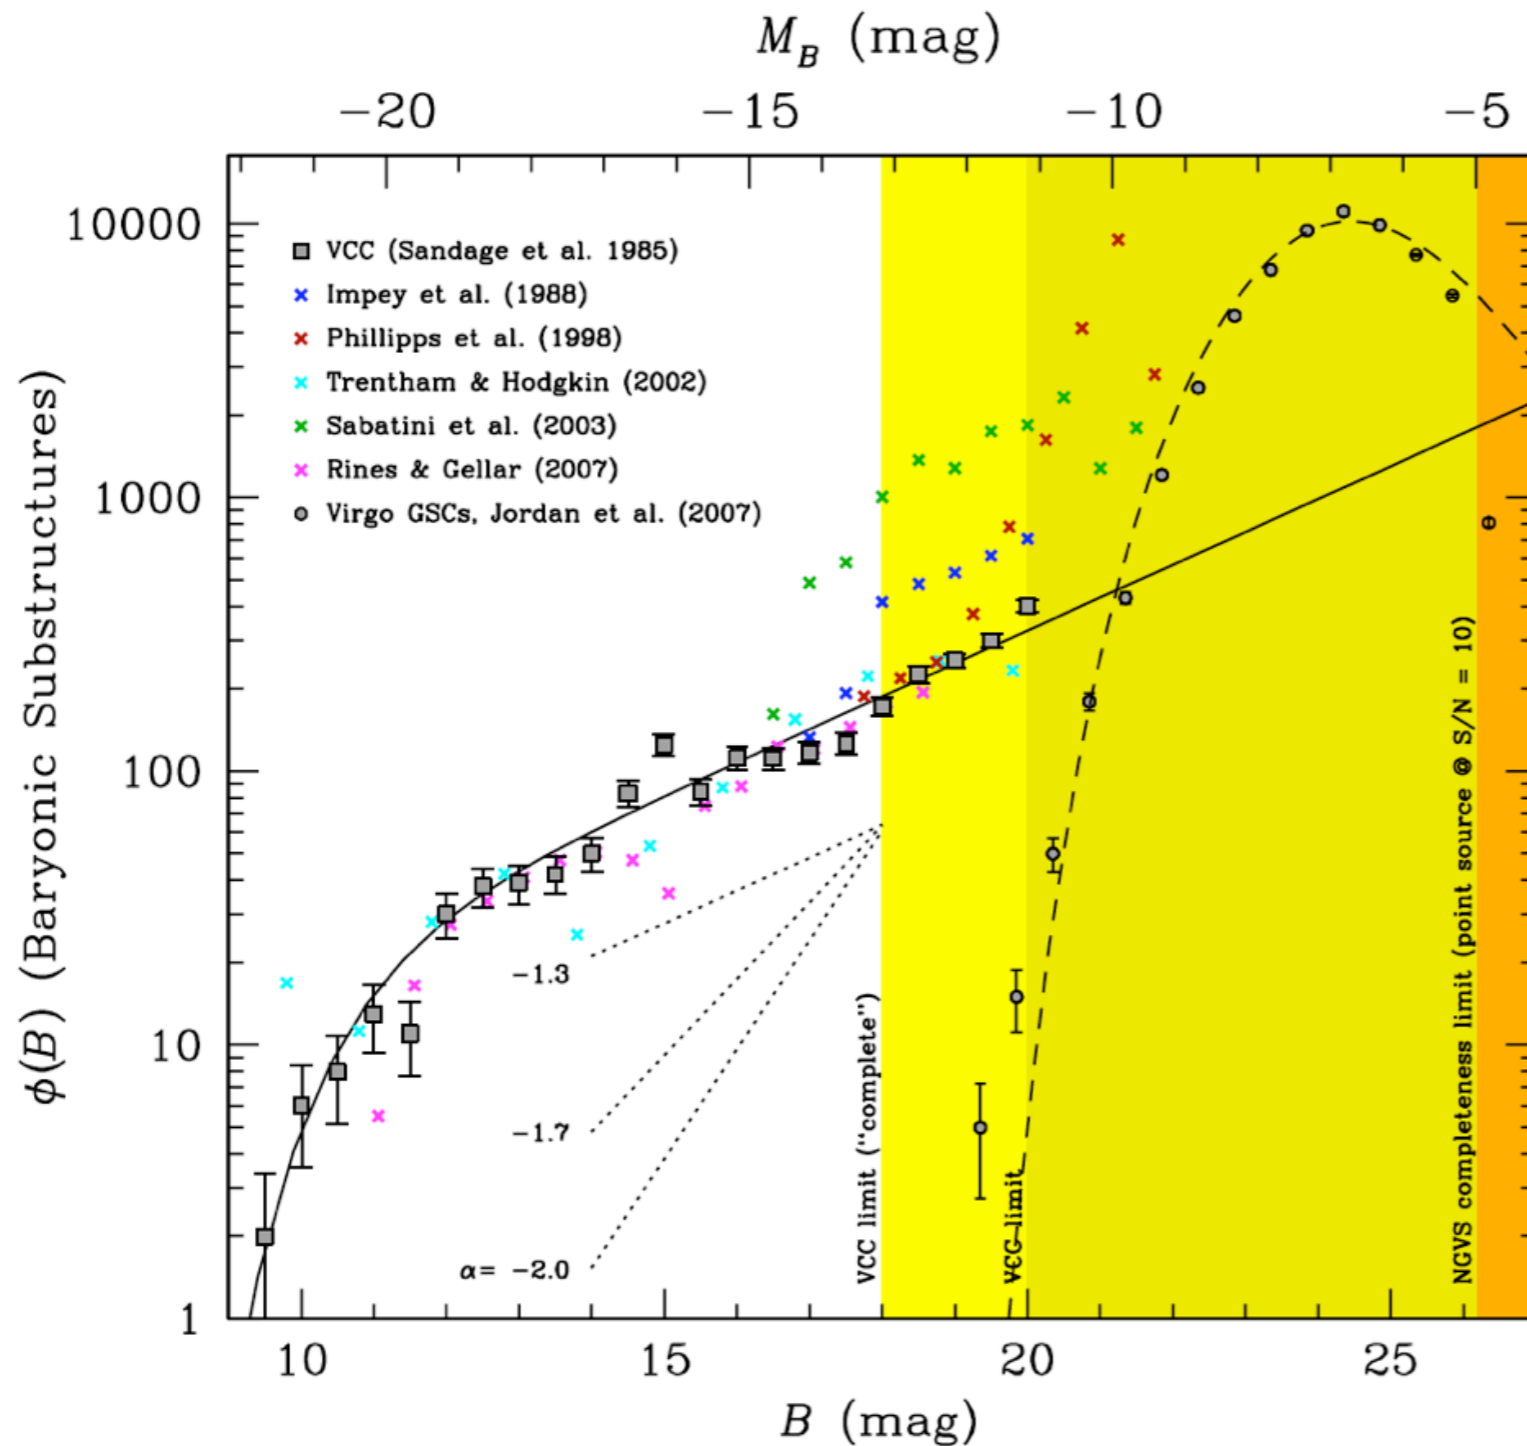 M_B (mag)
−20 −15 −10 −5
10000
1000
100
10
1
ϕ(B) (Baryonic Substructures)
VCC (Sandage et al. 1985)
Impey et al. (1988)
Phillipps et al. (1998)
Trentham & Hodgkin (2002)
Sabatini et al. (2003)
Rines & Gellar (2007)
Virgo GSCs, Jordan et al. (2007)
−1.3
−1.7
α= −2.0
VCC limit (“complete”)
VCC limit
NGVS completeness limit (point source @ S/N = 10)
10 15 20 25
B (mag)